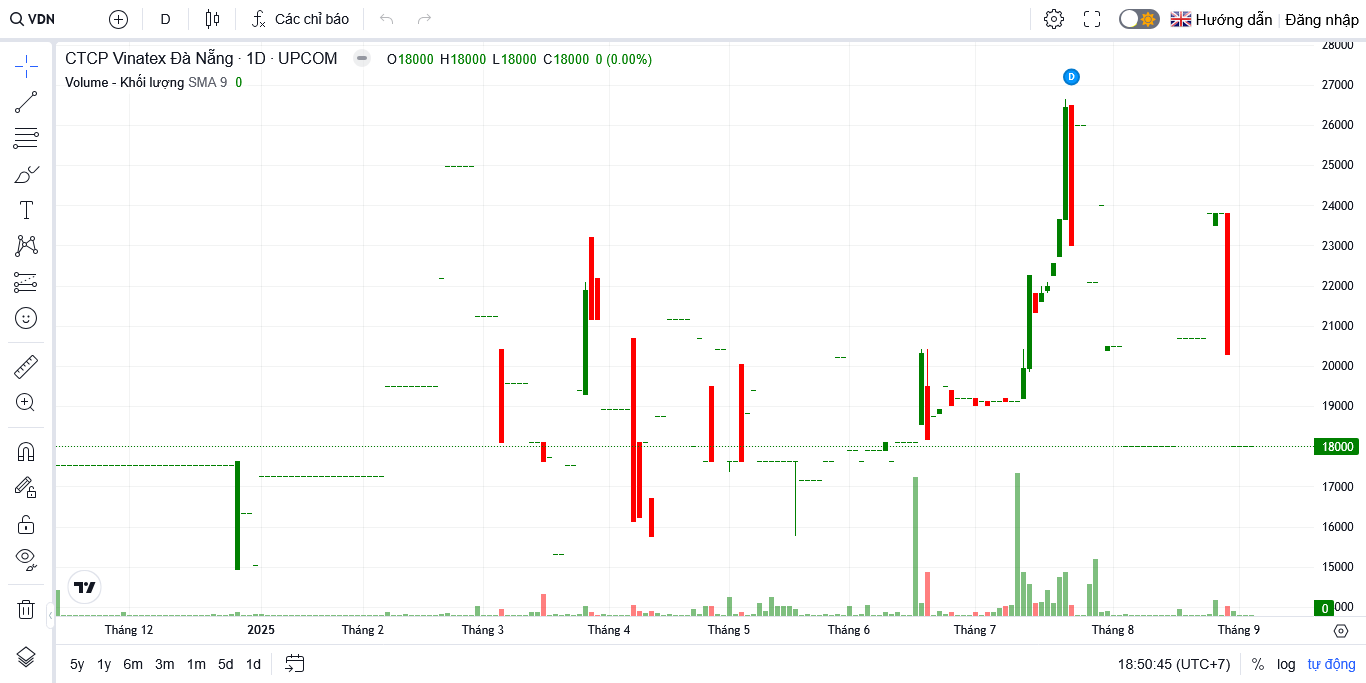 VDN D Các chỉ báo Hướng dẫn Đăng nhập
CTCP Vinatex Đà Nẵng · 1D · UPCOM O18000 H18000 L18000 C18000 0 (0.00%)
Volume - Khối lượng SMA 9 0
D
28000
27000
26000
25000
24000
23000
22000
21000
20000
19000
18000
17000
16000
15000
0
Tháng 12 2025 Tháng 2 Tháng 3 Tháng 4 Tháng 5 Tháng 6 Tháng 7 Tháng 8 Tháng 9
5y 1y 6m 3m 1m 5d 1d 18:50:45 (UTC+7) % log tự động